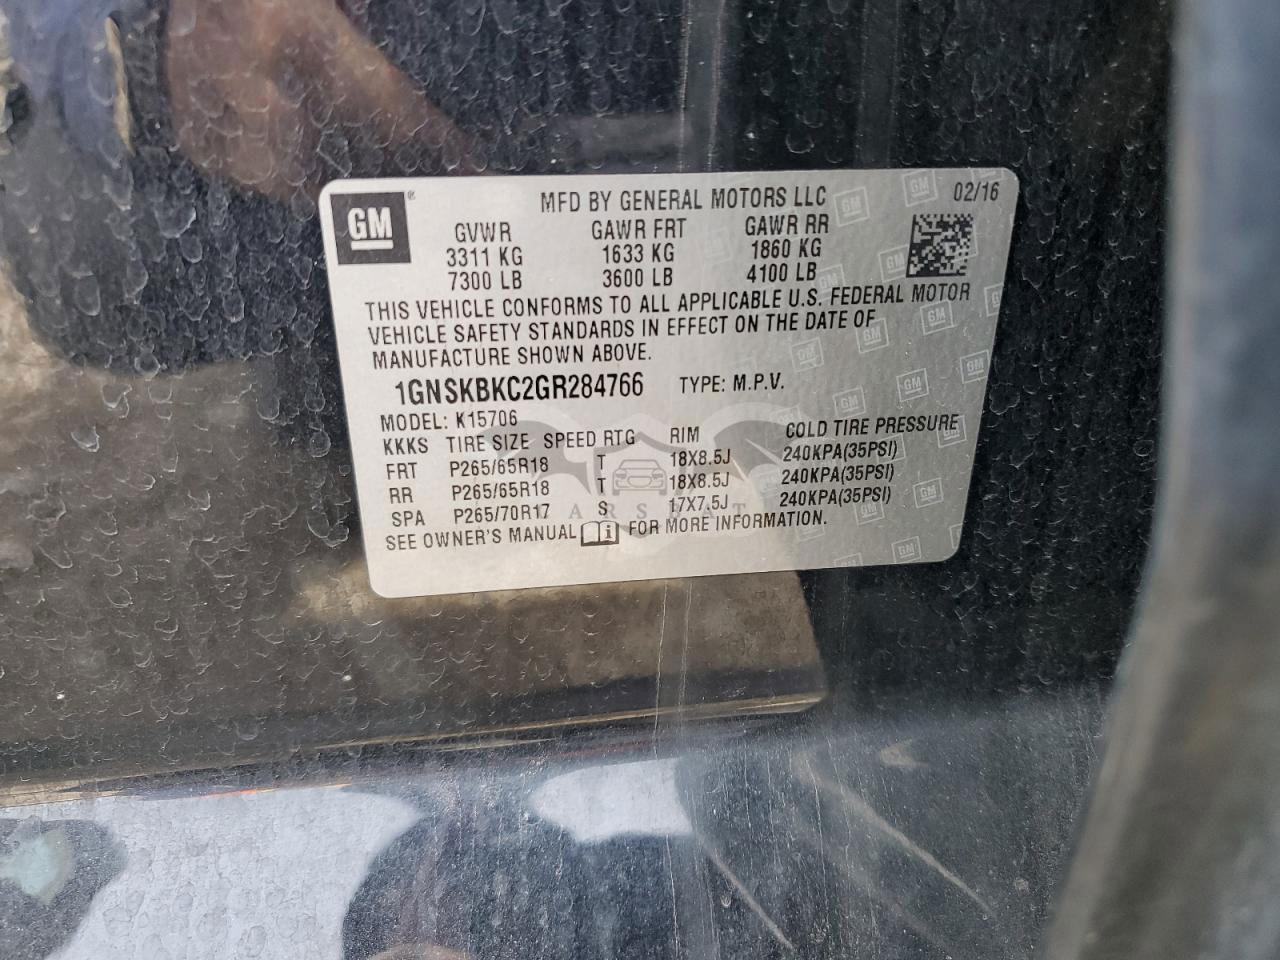 GM ®
MFD BY GENERAL MOTORS LLC 02/16
GVWR GAWR FRT GAWR RR
3311 KG 1633 KG 1860 KG
7300 LB 3600 LB 4100 LB
THIS VEHICLE CONFORMS TO ALL APPLICABLE U.S. FEDERAL MOTOR
VEHICLE SAFETY STANDARDS IN EFFECT ON THE DATE OF
MANUFACTURE SHOWN ABOVE.
1GNSKBKC2GR284766 TYPE: M.P.V.
MODEL: K15706
KKKS TIRE SIZE SPEED RTG RIM COLD TIRE PRESSURE
FRT P265/65R18 T 18X8.5J 240KPA(35PSI)
RR P265/65R18 T 18X8.5J 240KPA(35PSI)
SPA P265/70R17 S 17X7.5J 240KPA(35PSI)
SEE OWNER'S MANUAL FOR MORE INFORMATION.